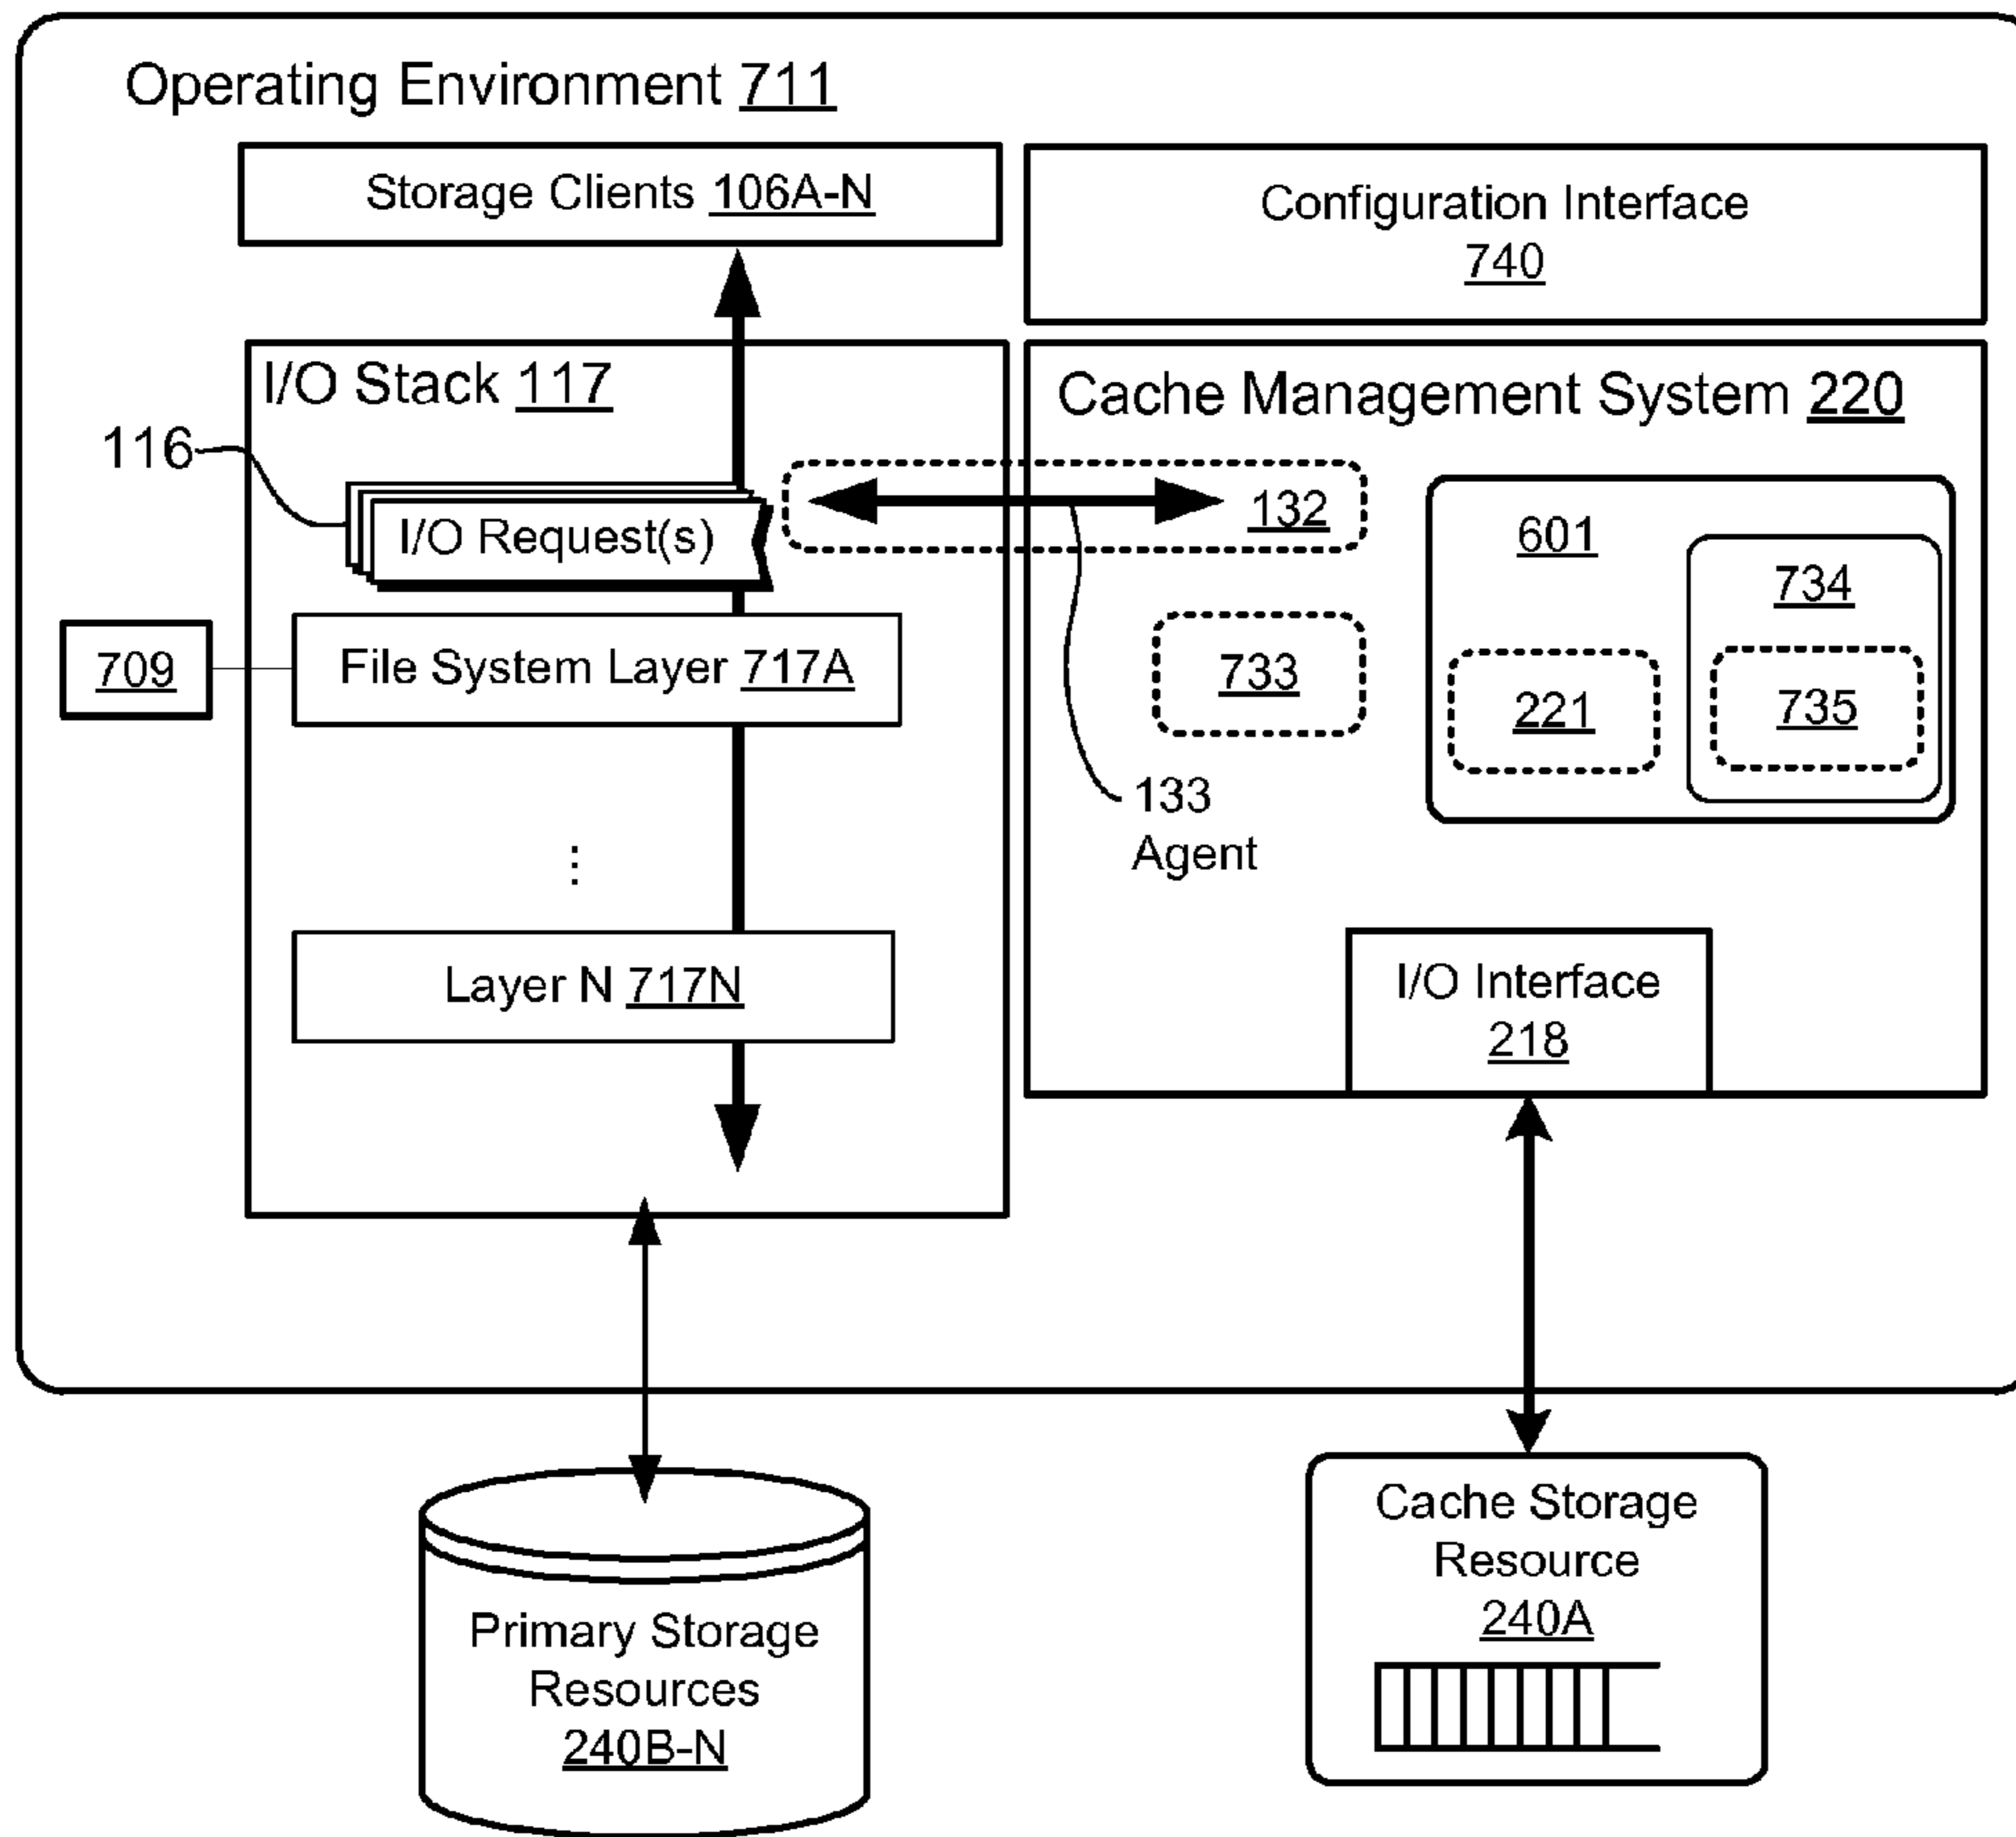 Operating Environment 711
Storage Clients 106A-N
Configuration Interface
740
I/O Stack 117
Cache Management System 220
116
I/O Request(s)
132
601
734
709
File System Layer 717A
733
221
735
133
Agent
⋮
Layer N 717N
I/O Interface
218
Primary Storage
Resources
240B-N
Cache Storage
Resource
240A